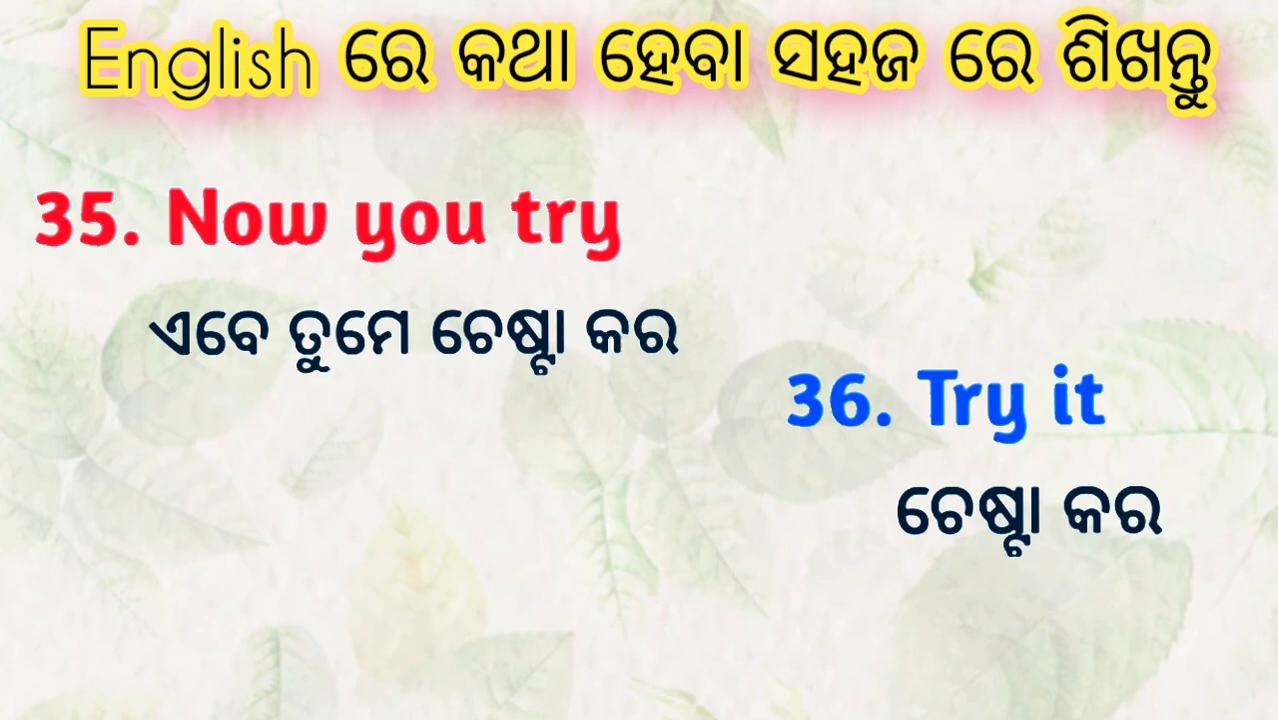 English ରେ କଥା ହେବା ସହଜ ରେ ଶିଖନ୍ତୁ
35. Now you try
ଏବେ ତୁମେ ଚେଷ୍ଟା କର
36. Try it
ଚେଷ୍ଟା କର